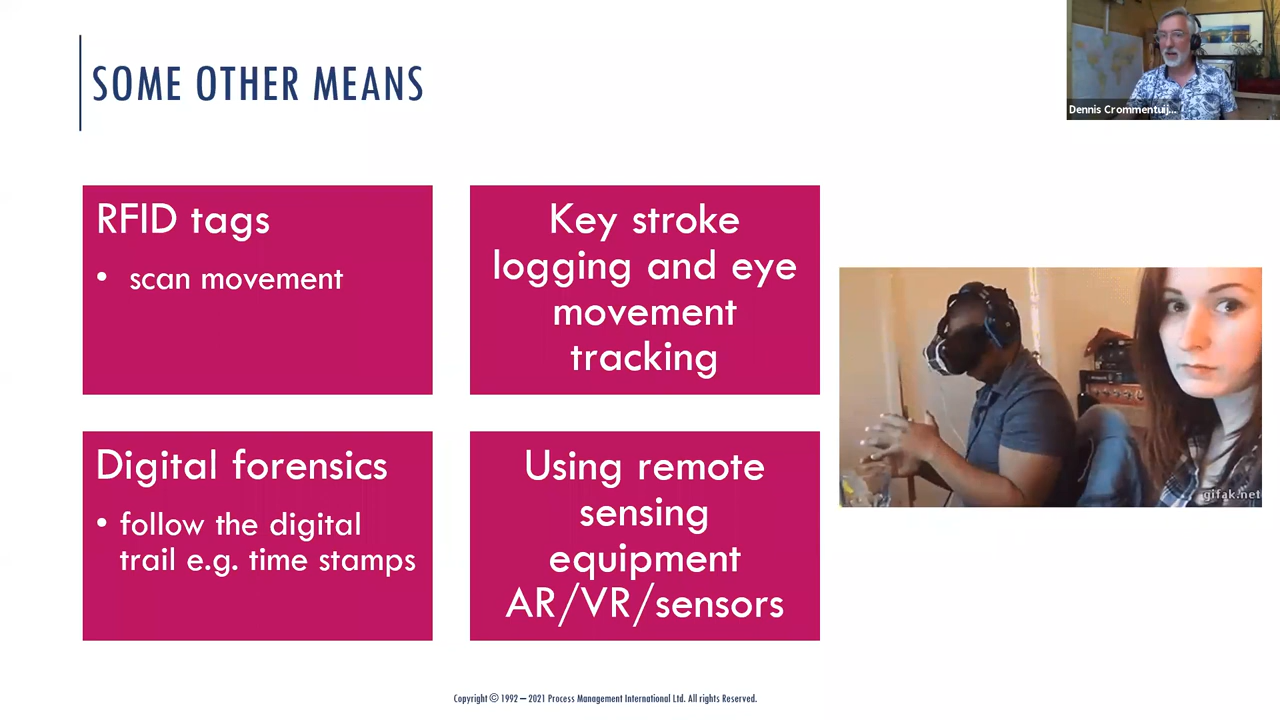 SOME OTHER MEANS
Dennis Crommentuij...
RFID tags
• scan movement
Key stroke
logging and eye
movement
tracking
Digital forensics
• follow the digital
trail e.g. time stamps
Using remote
sensing
equipment
AR/VR/sensors
gifak.net
Copyright © 1992 – 2021 Process Management International Ltd. All rights Reserved.